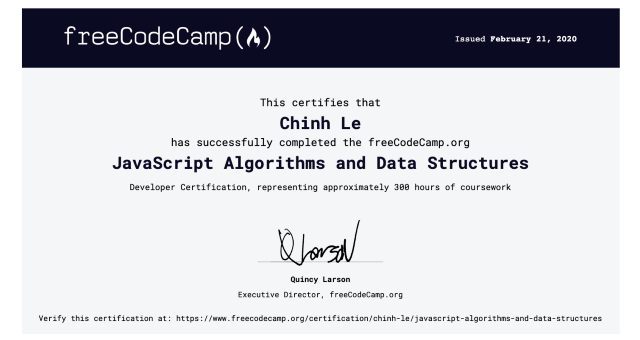 freeCodeCamp(🔥)
Issued February 21, 2020
This certifies that
Chinh Le
has successfully completed the freeCodeCamp.org
JavaScript Algorithms and Data Structures
Developer Certification, representing approximately 300 hours of coursework
Quincy Larson
Executive Director, freeCodeCamp.org
Verify this certification at: https://www.freecodecamp.org/certification/chinh-le/javascript-algorithms-and-data-structures